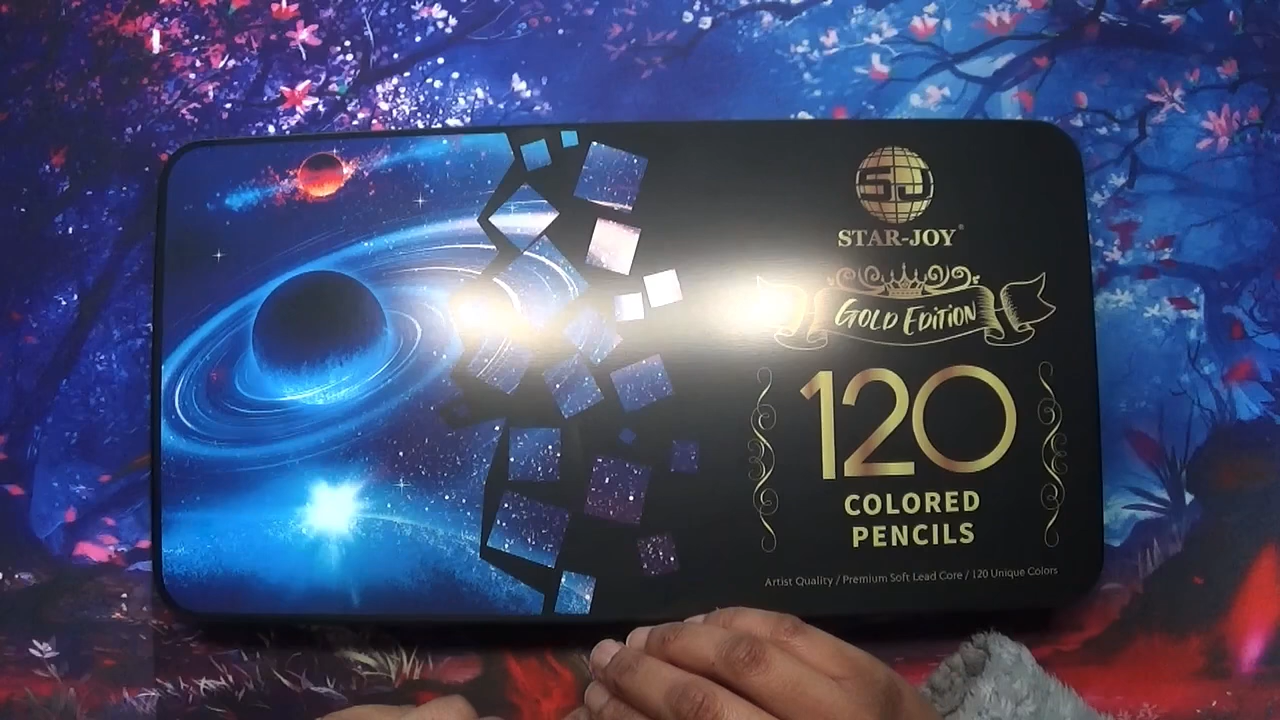 SJ
STAR-JOY®
GOLD EDITION
120
COLORED
PENCILS
Artist Quality / Premium Soft Lead Core / 120 Unique Colors